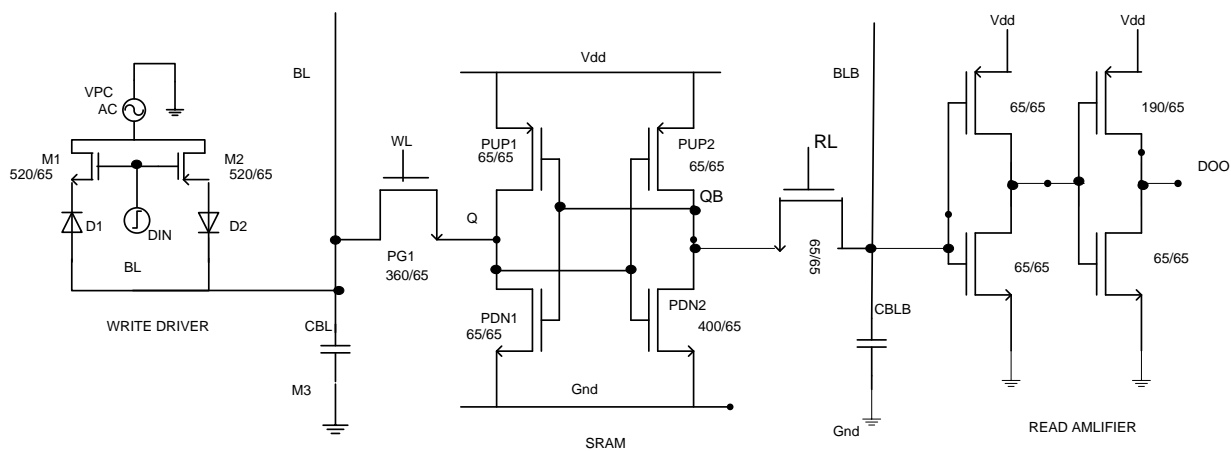 VPC
AC
M1
520/65
M2
520/65
D1
DIN
D2
BL
WRITE DRIVER
BL
WL
Q
PG1
360/65
CBL
M3
Vdd
PUP1
65/65
PUP2
65/65
QB
PDN1
65/65
PDN2
400/65
Gnd
SRAM
RL
65/65
BLB
CBLB
Gnd
Vdd
Vdd
65/65
190/65
DOO
65/65
65/65
READ AMLIFIER